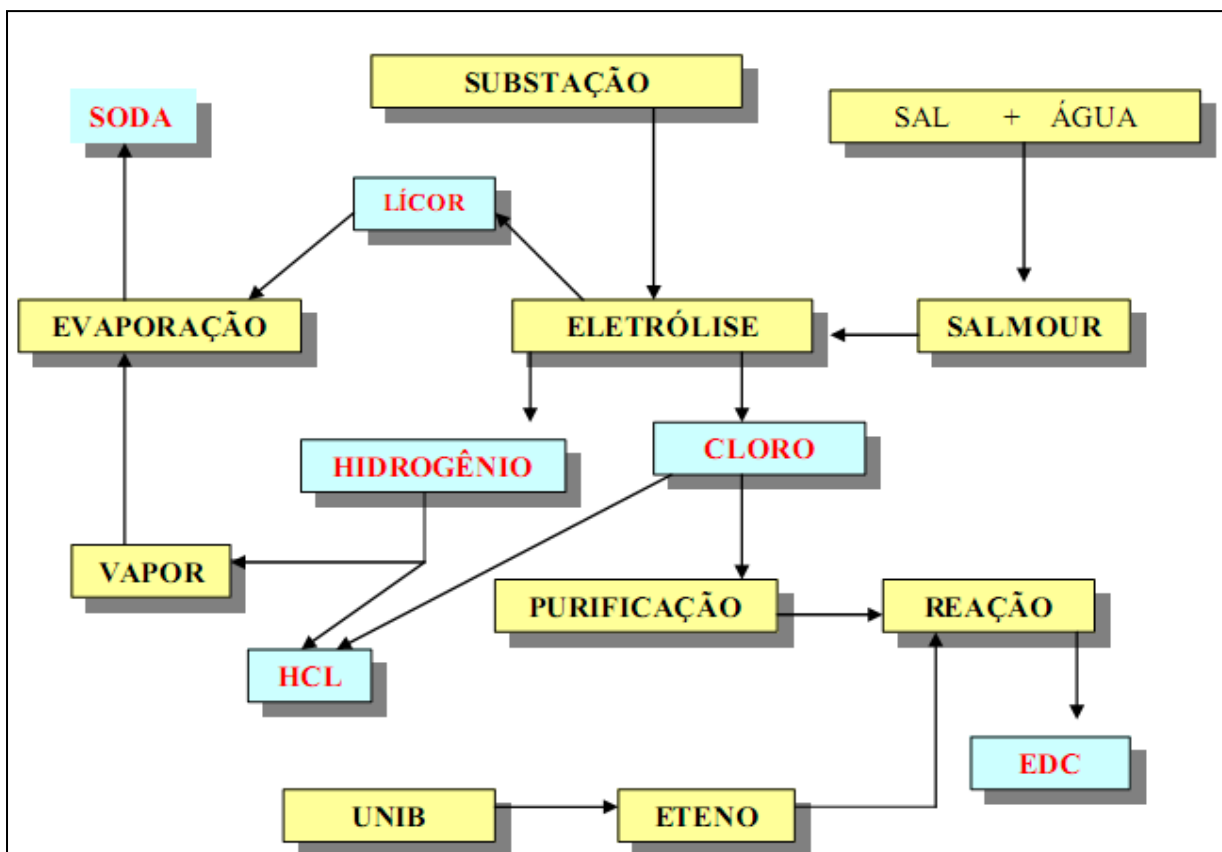 SUBSTAÇÃO
SODA
SAL + ÁGUA
LÍCOR
EVAPORAÇÃO
ELETRÓLISE
SALMOUR
HIDROGÊNIO
CLORO
VAPOR
PURIFICAÇÃO
REAÇÃO
HCL
EDC
UNIB
ETENO